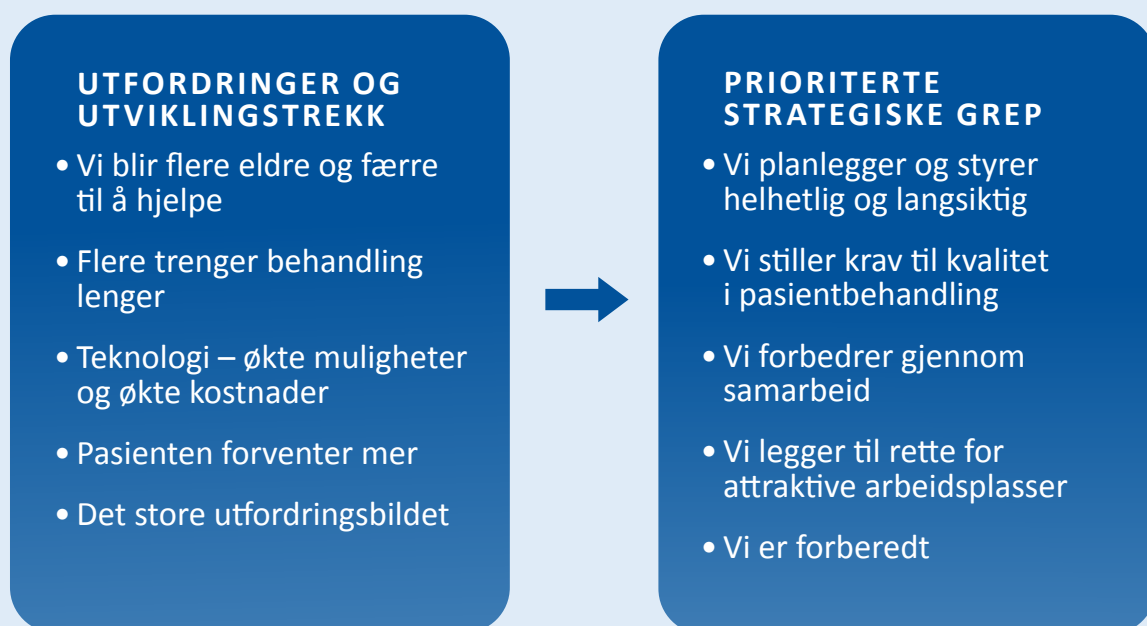 UTFORDRINGER OG
UTVIKLINGSTREKK
• Vi blir flere eldre og færre
til å hjelpe
• Flere trenger behandling
lenger
• Teknologi – økte muligheter
og økte kostnader
• Pasienten forventer mer
• Det store utfordringsbildet
PRIORITERTE
STRATEGISKE GREP
• Vi planlegger og styrer
helhetlig og langsiktig
• Vi stiller krav til kvalitet
i pasientbehandling
• Vi forbedrer gjennom
samarbeid
• Vi legger til rette for
attraktive arbeidsplasser
• Vi er forberedt